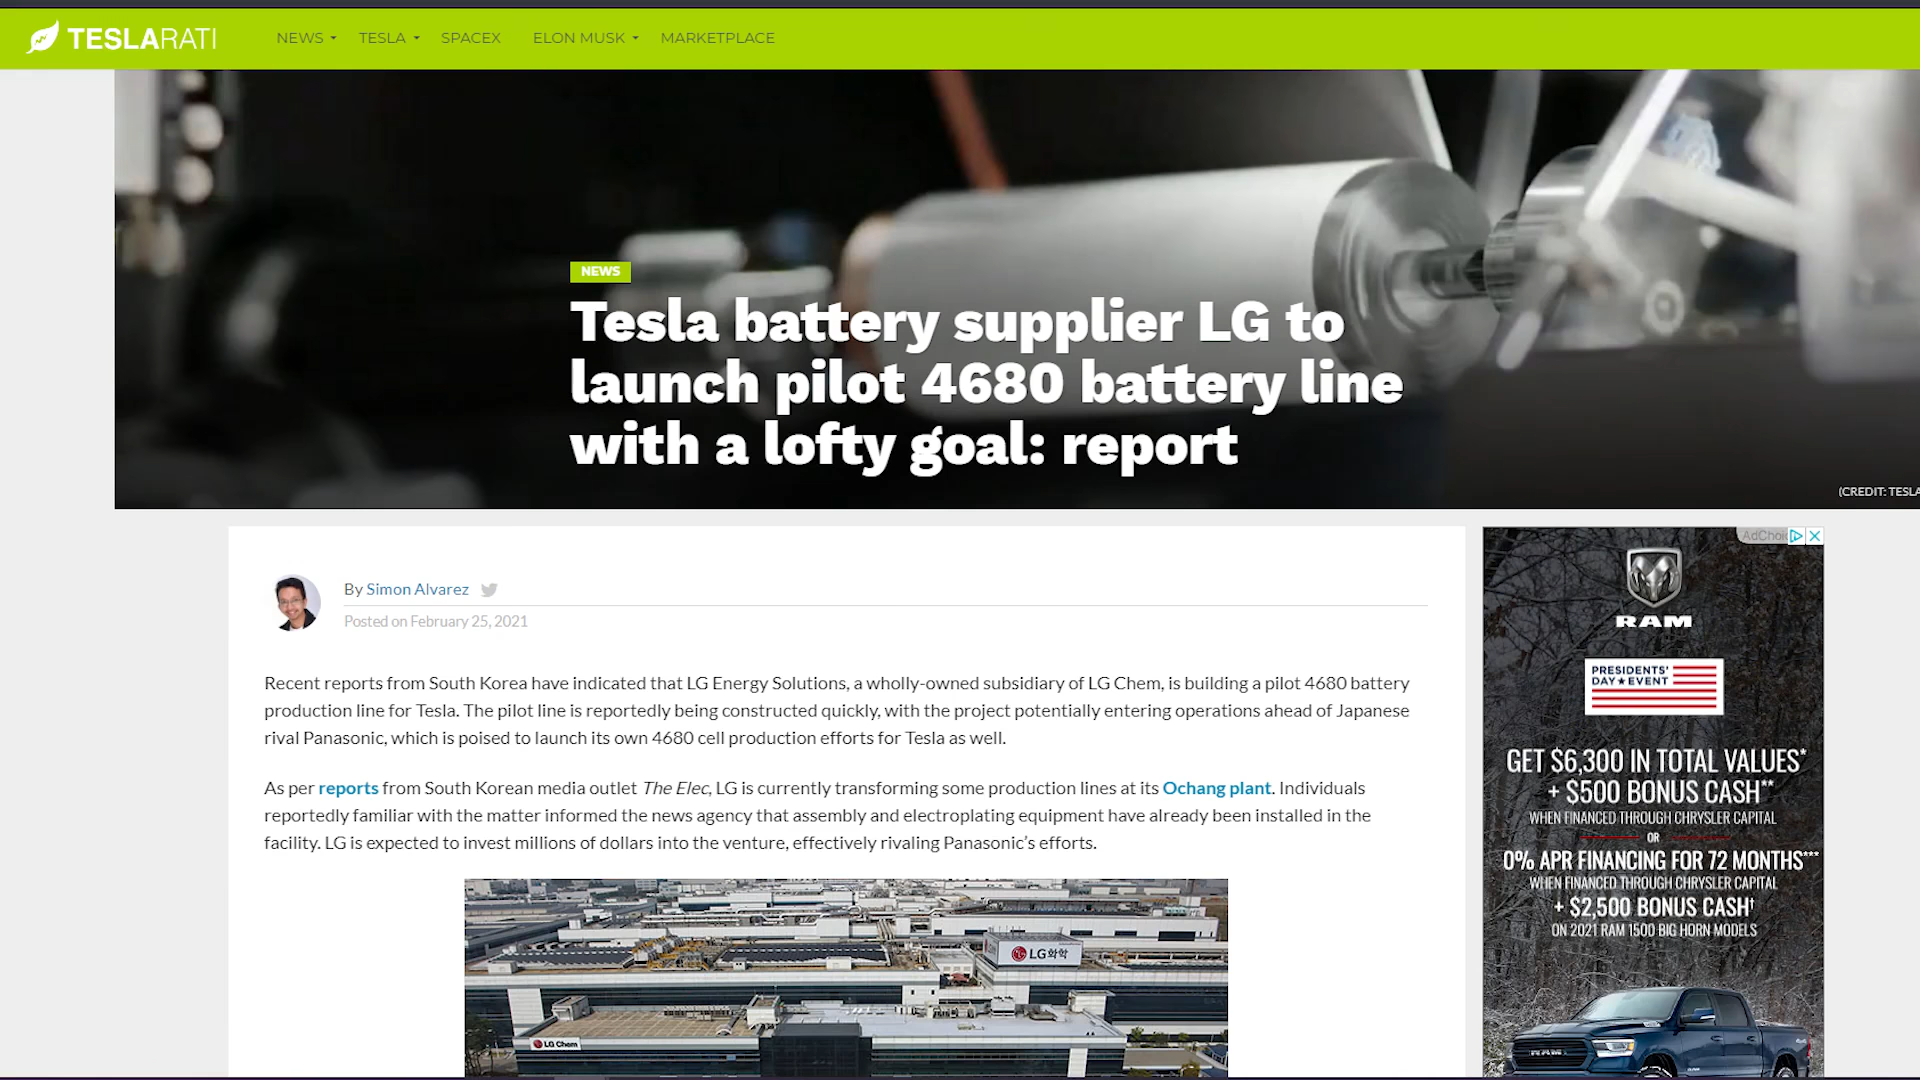 TESLARATI
NEWS TESLA SPACEX ELON MUSK MARKETPLACE
NEWS
Tesla battery supplier LG to
launch pilot 4680 battery line
with a lofty goal: report
(CREDIT: TESLA
By Simon Alvarez
Posted on February 25, 2021
Recent reports from South Korea have indicated that LG Energy Solutions, a wholly-owned subsidiary of LG Chem, is building a pilot 4680 battery
production line for Tesla. The pilot line is reportedly being constructed quickly, with the project potentially entering operations ahead of Japanese
rival Panasonic, which is poised to launch its own 4680 cell production efforts for Tesla as well.
As per reports from South Korean media outlet The Elec, LG is currently transforming some production lines at its Ochang plant. Individuals
reportedly familiar with the matter informed the news agency that assembly and electroplating equipment have already been installed in the
facility. LG is expected to invest millions of dollars into the venture, effectively rivaling Panasonic’s efforts.
LG화학
LG Chem
AdChoi
RAM
PRESIDENTS'
DAY★EVENT
GET $6,300 IN TOTAL VALUES*
+ $500 BONUS CASH**
WHEN FINANCED THROUGH CHRYSLER CAPITAL
OR
0% APR FINANCING FOR 72 MONTHS***
WHEN FINANCED THROUGH CHRYSLER CAPITAL
+ $2,500 BONUS CASH†
ON 2021 RAM 1500 BIG HORN MODELS
RAM